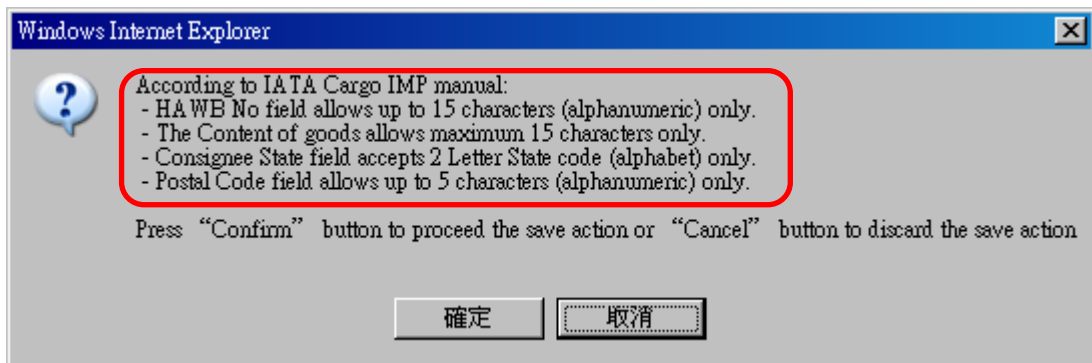 Windows Internet Explorer
According to IATA Cargo IMP manual:
- HAWB No field allows up to 15 characters (alphanumeric) only.
- The Content of goods allows maximum 15 characters only.
- Consignee State field accepts 2 Letter State code (alphabet) only.
- Postal Code field allows up to 5 characters (alphanumeric) only.
Press “Confirm” button to proceed the save action or “Cancel” button to discard the save action
確定 取消